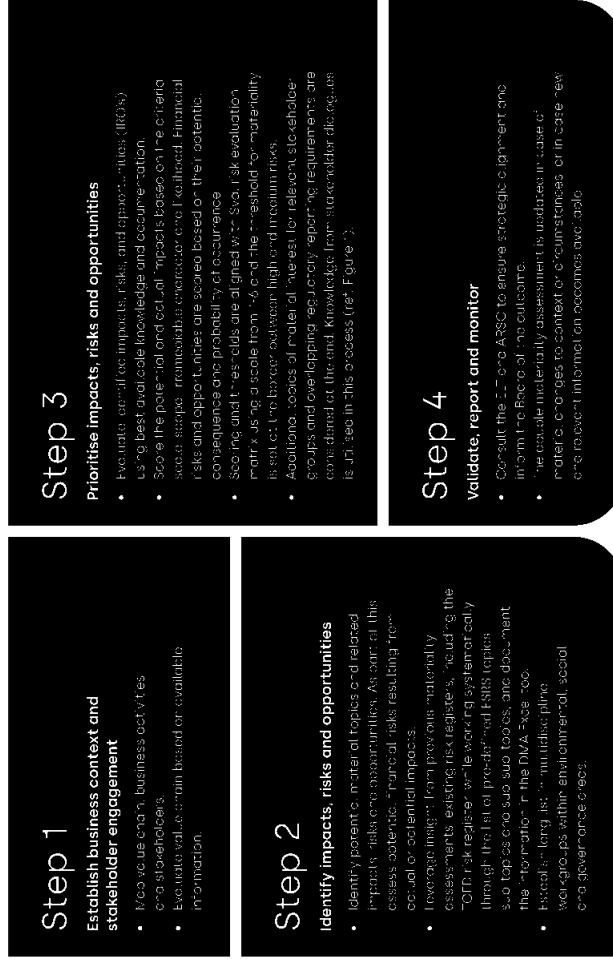 Step 1
Establish business context and
stakeholder engagement
• Map value chain, business activities
and stakeholders.
• Evaluate value chain based on available
information.
Step 2
Identify impacts, risks and opportunities
• Identify potential material topics and related
impacts, risks and opportunities. As part of this
assess potential financial risks resulting from
actual or potential impacts.
• Leverage insight from previous materiality
assessments, existing risk registers, including the
TCFD risk register, while working systematically
through the list of pre-defined ESRS topics
sub topics and sub-sub topics, and document
the information in the DMA Excel tool.
• Establish long list in multidiscipline
workgroups within environmental, social
and governance areas.
Step 3
Prioritise impacts, risks and opportunities
• Evaluate identified impacts, risks, and opportunities (IROs)
using best available knowledge and documentation.
• Score the potential and actual impacts based on the criteria
scale, scope, irremediable character and likelihood. Financial
risks and opportunities are scored based on their potential
consequence and probability of occurrence
• Scoring and thresholds are aligned with risk evaluation
matrix using a scale from 1-6 and the threshold for materiality
is set at the border between high and medium risks.
• Additional topics of material interest for relevant stakeholder
groups and overlapping regulatory reporting requirements are
considered at the end. Knowledge from stakeholder dialogues
is utilised in this process (ref. Figure 1).
Step 4
Validate, report and monitor
• Consult the and ARSC to ensure strategic alignment and
inform the Board of the outcome.
• The double materiality assessment is updated in case of
material changes to context or circumstances, or in case new
and relevant information becomes available